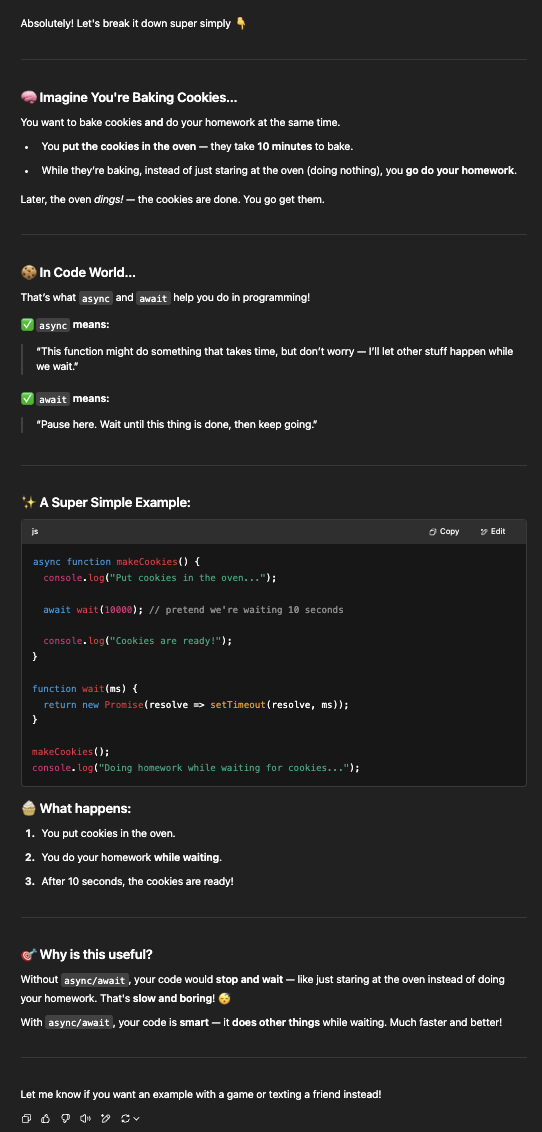 Absolutely! Let's break it down super simply 👇
🧠 Imagine You're Baking Cookies...
You want to bake cookies and do your homework at the same time.
• You put the cookies in the oven — they take 10 minutes to bake.
• While they're baking, instead of just staring at the oven (doing nothing), you go do your homework.
Later, the oven dings! — the cookies are done. You go get them.
🍪 In Code World...
That's what async and await help you do in programming!
✅ async means:
"This function might do something that takes time, but don't worry — I'll let other stuff happen while
we wait."
✅ await means:
"Pause here. Wait until this thing is done, then keep going."
✨ A Super Simple Example:
js Copy Edit
async function makeCookies() {
  console.log("Put cookies in the oven...");
  await wait(10000); // pretend we're waiting 10 seconds
  console.log("Cookies are ready!");
}
function wait(ms) {
  return new Promise(resolve => setTimeout(resolve, ms));
}
makeCookies();
console.log("Doing homework while waiting for cookies...");
🧁 What happens:
1. You put cookies in the oven.
2. You do your homework while waiting.
3. After 10 seconds, the cookies are ready!
🎯 Why is this useful?
Without async/await, your code would stop and wait — like just staring at the oven instead of doing
your homework. That's slow and boring! 😴
With async/await, your code is smart — it does other things while waiting. Much faster and better!
Let me know if you want an example with a game or texting a friend instead!